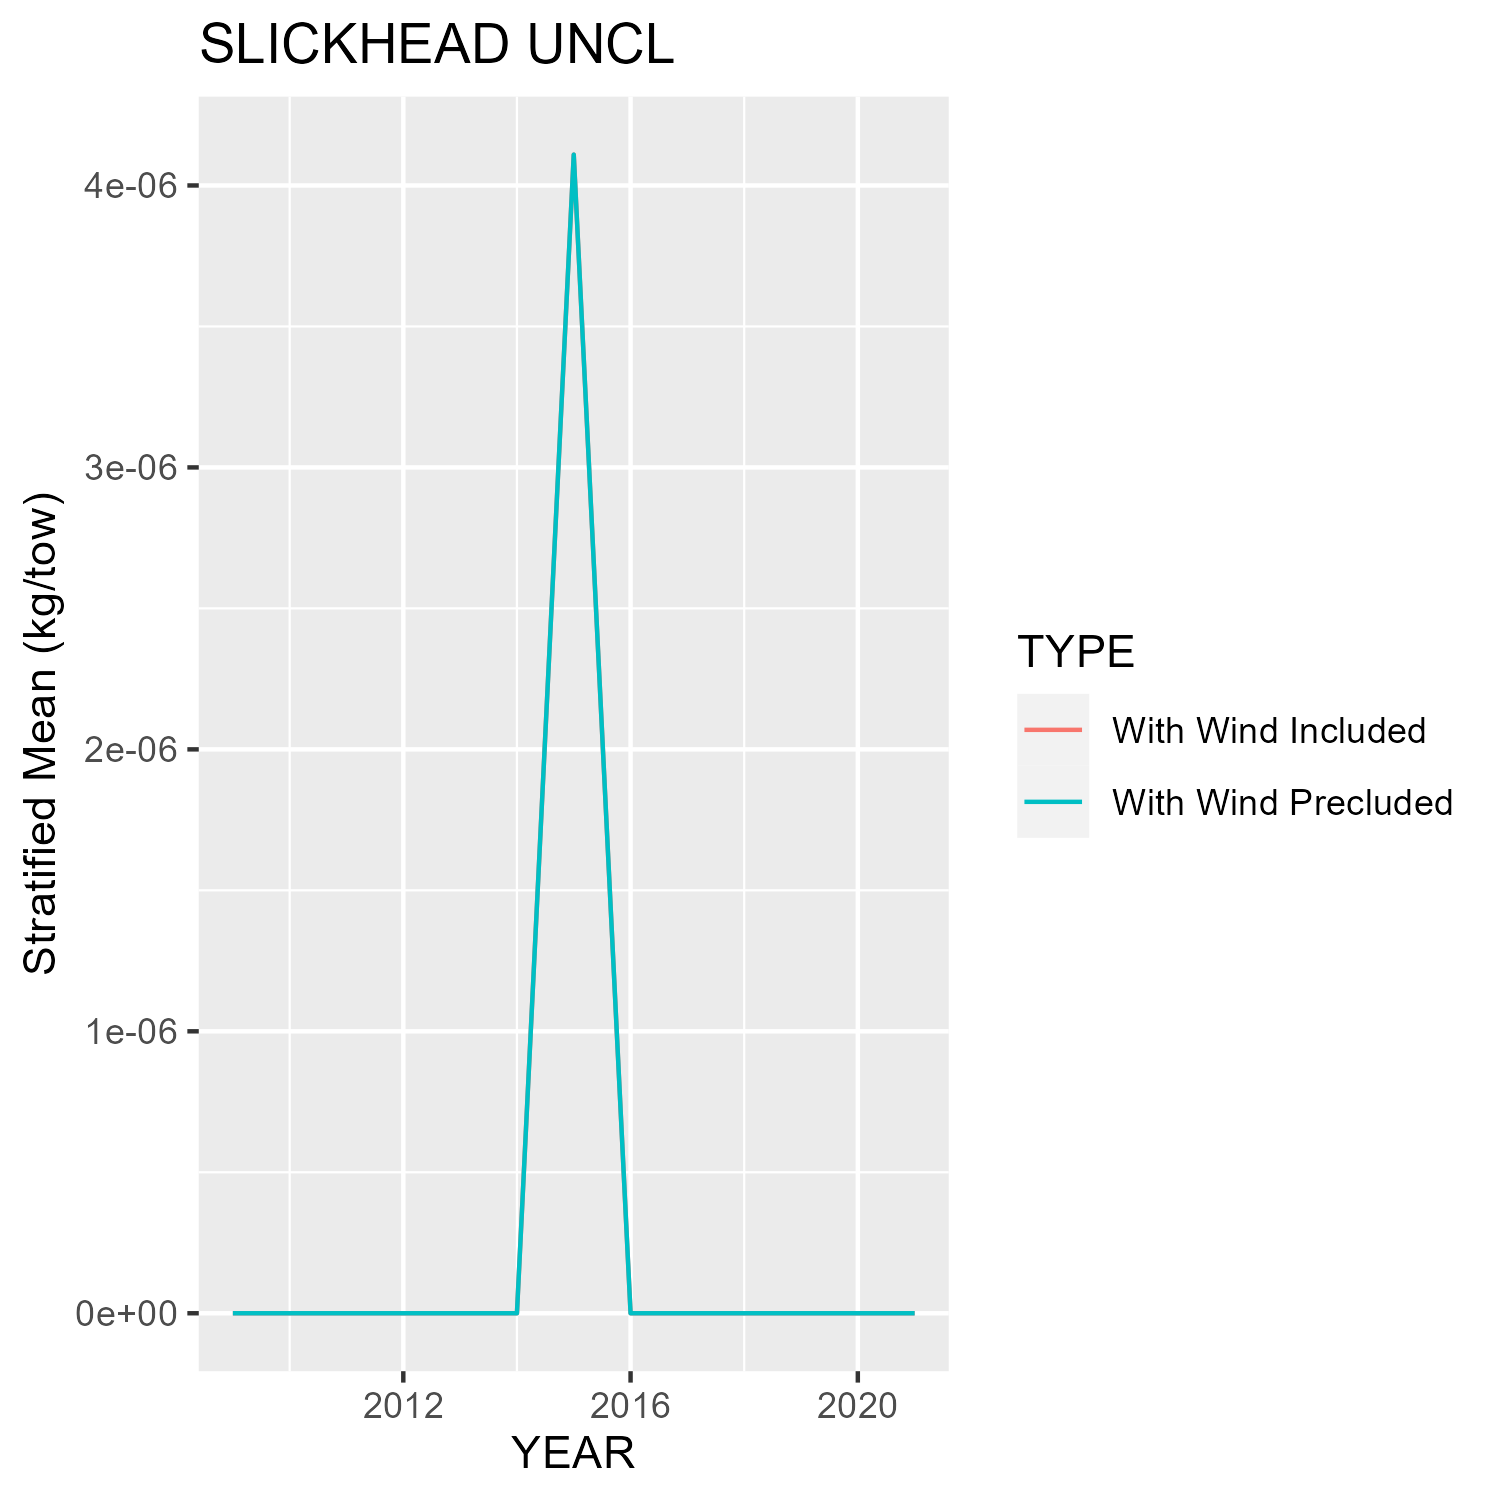 SLICKHEAD UNCL
Stratified Mean (kg/tow)
4e-06
3e-06
2e-06
1e-06
0e+00
2012
2016
2020
YEAR
TYPE
With Wind Included
With Wind Precluded